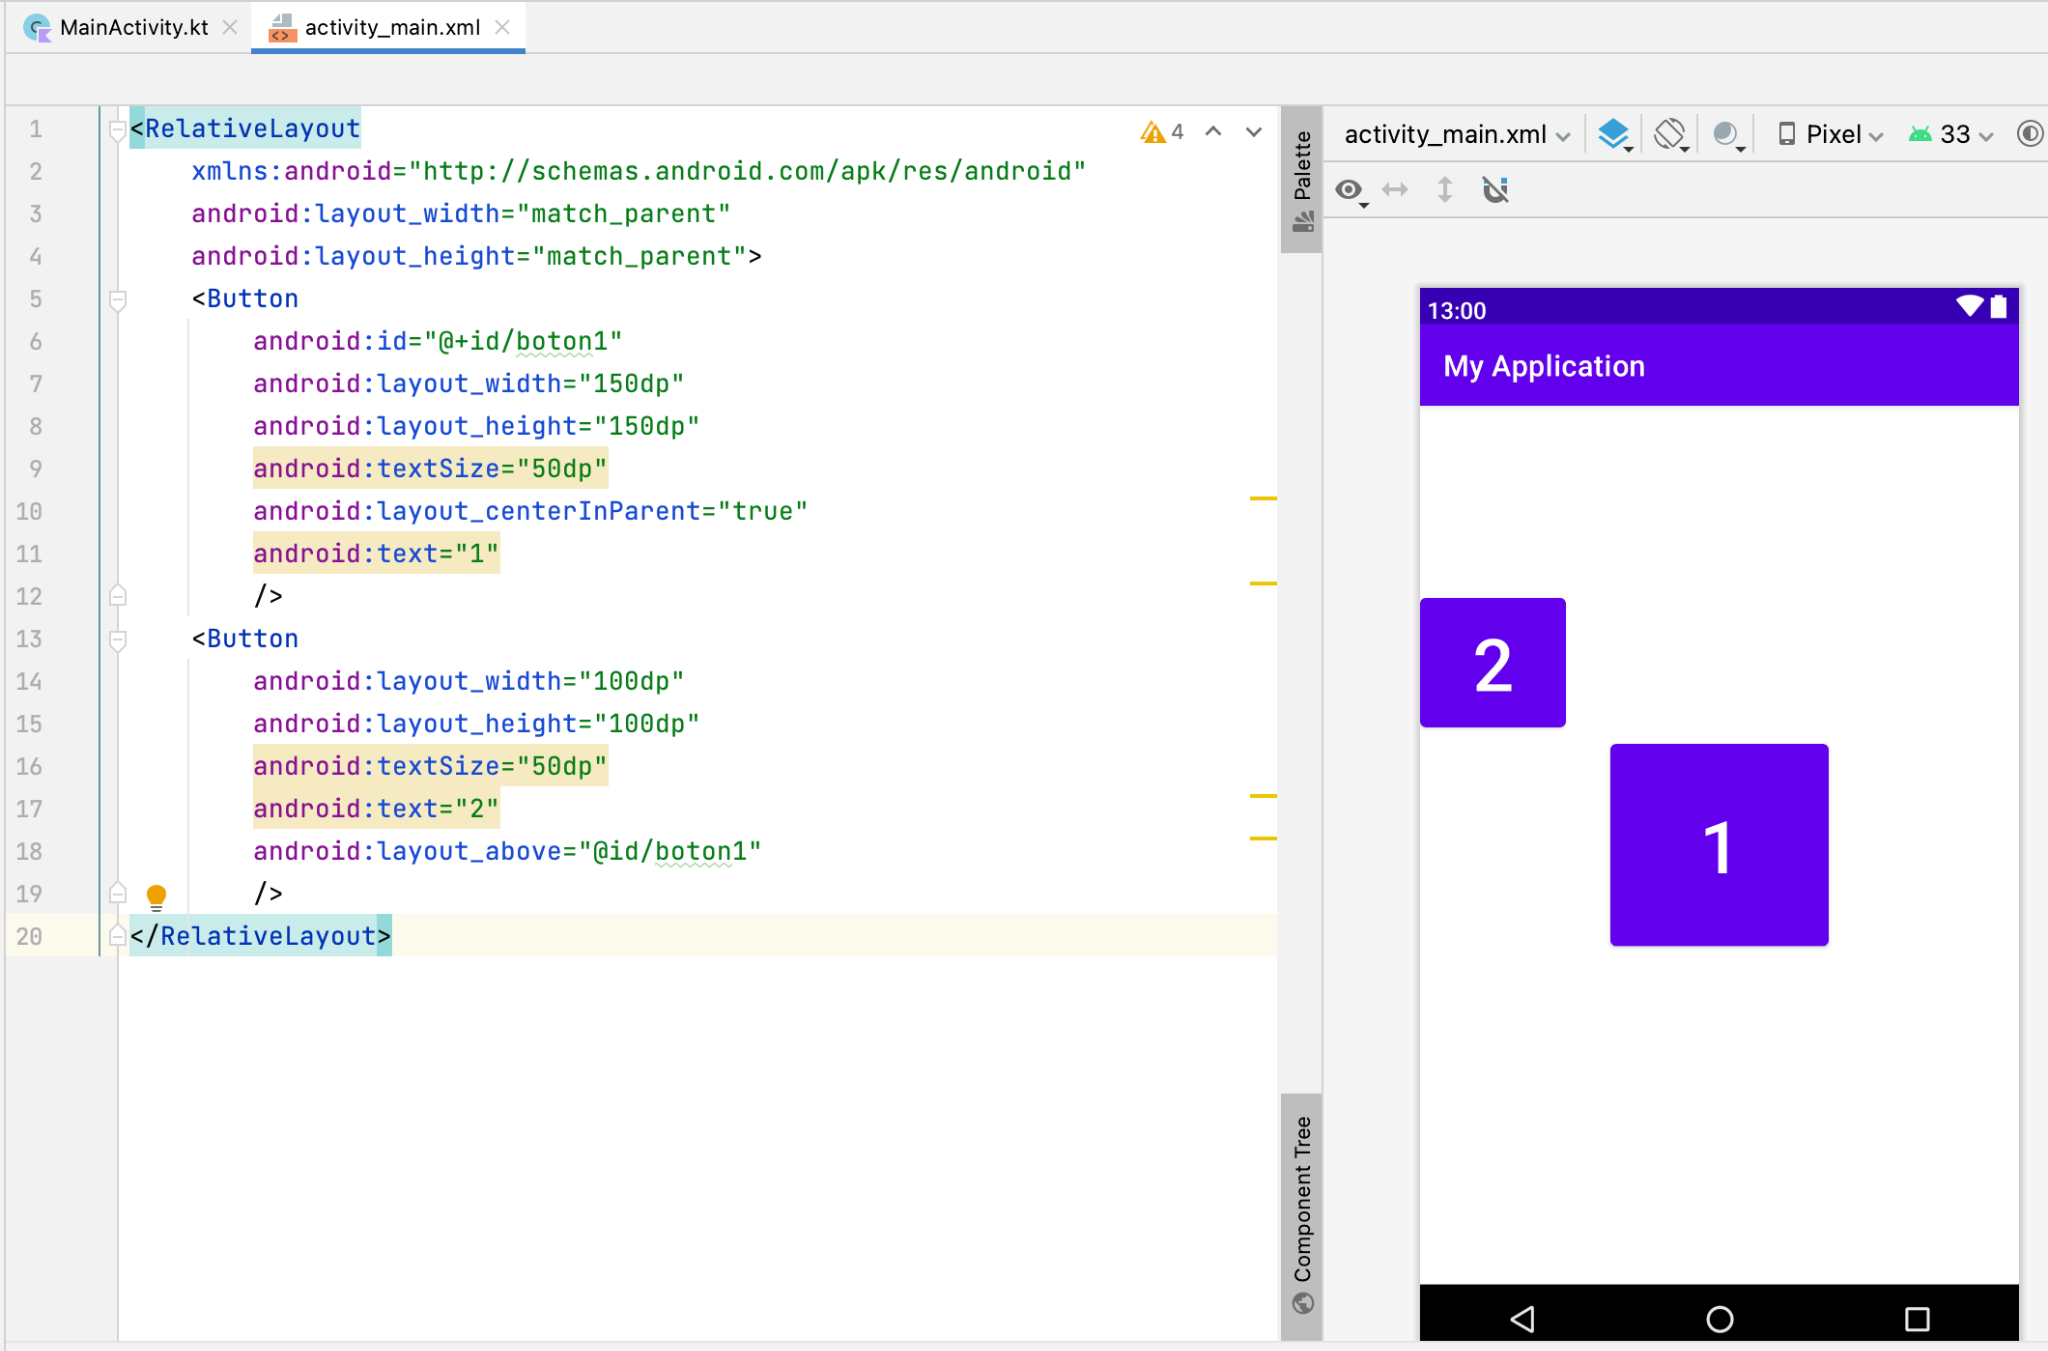 MainActivity.kt
activity_main.xml
1 <RelativeLayout
2 xmlns:android="http://schemas.android.com/apk/res/android"
3 android:layout_width="match_parent"
4 android:layout_height="match_parent">
5 <Button
6 android:id="@+id/boton1"
7 android:layout_width="150dp"
8 android:layout_height="150dp"
9 android:textSize="50dp"
10 android:layout_centerInParent="true"
11 android:text="1"
12 />
13 <Button
14 android:layout_width="100dp"
15 android:layout_height="100dp"
16 android:textSize="50dp"
17 android:text="2"
18 android:layout_above="@id/boton1"
19 />
20 </RelativeLayout>
4
Palette
Component Tree
activity_main.xml
Pixel
33
13:00
My Application
2
1